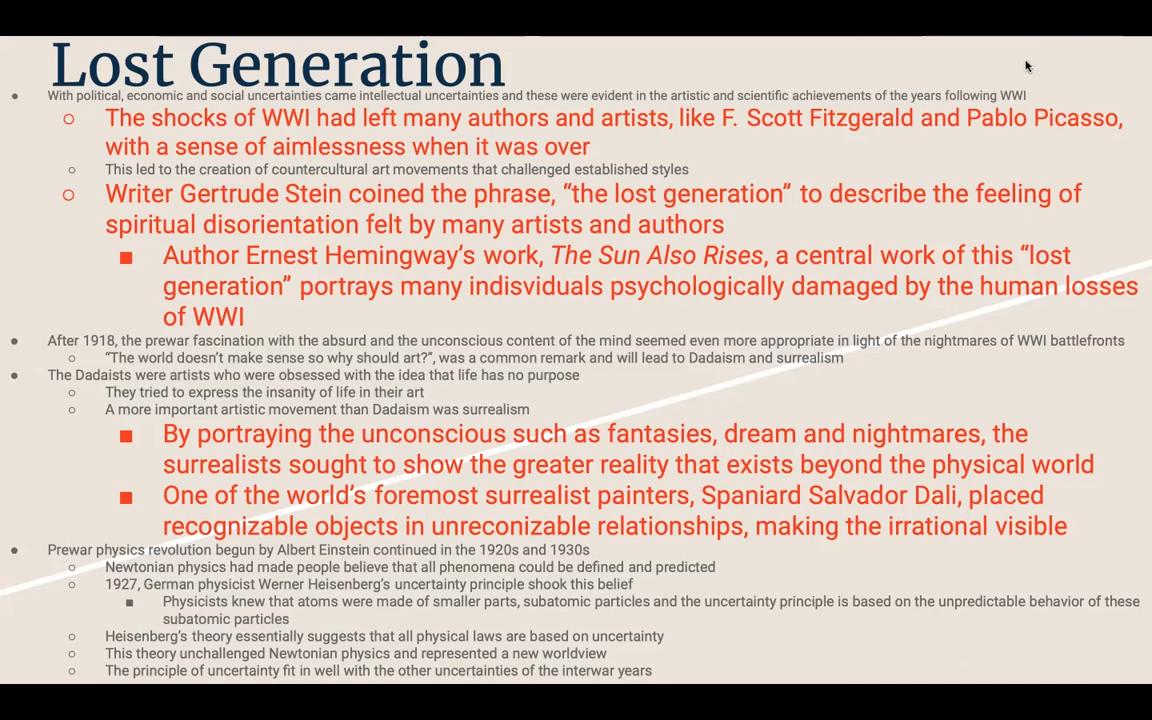 Lost Generation
● With political, economic and social uncertainties came intellectual uncertainties and these were evident in the artistic and scientific achievements of the years following WWI
○ The shocks of WWI had left many authors and artists, like F. Scott Fitzgerald and Pablo Picasso,
with a sense of aimlessness when it was over
○ This led to the creation of countercultural art movements that challenged established styles
○ Writer Gertrude Stein coined the phrase, “the lost generation” to describe the feeling of
spiritual disorientation felt by many artists and authors
■ Author Ernest Hemingway’s work, The Sun Also Rises, a central work of this “lost
generation” portrays many indisviduals psychologically damaged by the human losses
of WWI
● After 1918, the prewar fascination with the absurd and the unconscious content of the mind seemed even more appropriate in light of the nightmares of WWI battlefronts
○ “The world doesn’t make sense so why should art?”, was a common remark and will lead to Dadaism and surrealism
● The Dadaists were artists who were obsessed with the idea that life has no purpose
○ They tried to express the insanity of life in their art
○ A more important artistic movement than Dadaism was surrealism
■ By portraying the unconscious such as fantasies, dream and nightmares, the
surrealists sought to show the greater reality that exists beyond the physical world
■ One of the world’s foremost surrealist painters, Spaniard Salvador Dali, placed
recognizable objects in unreconizable relationships, making the irrational visible
● Prewar physics revolution begun by Albert Einstein continued in the 1920s and 1930s
○ Newtonian physics had made people believe that all phenomena could be defined and predicted
○ 1927, German physicist Werner Heisenberg’s uncertainty principle shook this belief
■ Physicists knew that atoms were made of smaller parts, subatomic particles and the uncertainty principle is based on the unpredictable behavior of these
subatomic particles
○ Heisenberg’s theory essentially suggests that all physical laws are based on uncertainty
○ This theory unchallenged Newtonian physics and represented a new worldview
○ The principle of uncertainty fit in well with the other uncertainties of the interwar years